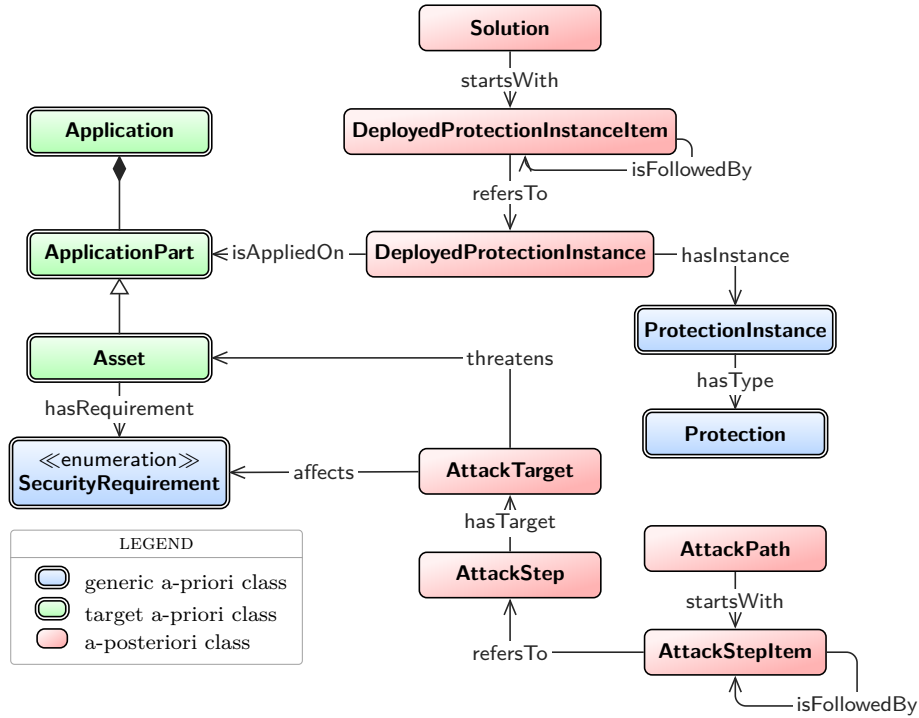 Solution
startsWith
Application
DeployedProtectionInstanceItem
isFollowedBy
refersTo
ApplicationPart
isAppliedOn
DeployedProtectionInstance
hasInstance
ProtectionInstance
Asset
threatens
hasType
hasRequirement
Protection
≪enumeration≫
SecurityRequirement
affects
AttackTarget
hasTarget
LEGEND
AttackPath
generic a-priori class
AttackStep
startsWith
target a-priori class
a-posteriori class
refersTo
AttackStepItem
isFollowedBy